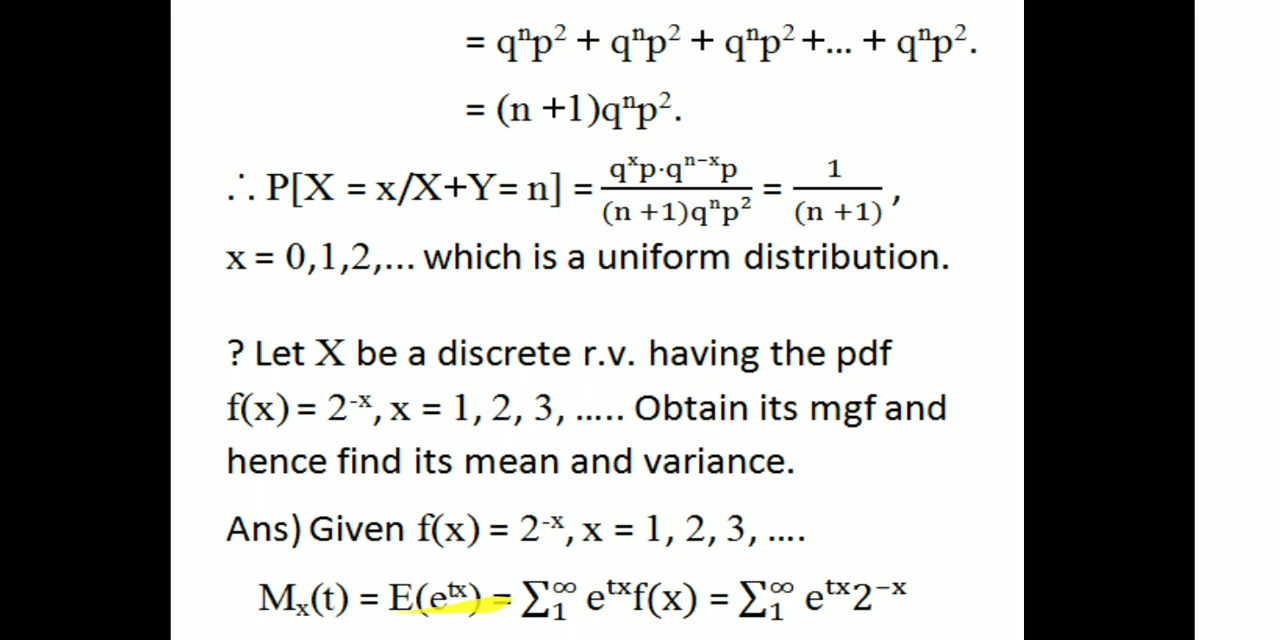 = qⁿp² + qⁿp² + qⁿp² +... + qⁿp².
= (n +1)qⁿp².
∴ P[X = x/X+Y= n] = (qˣp·qⁿ⁻ˣp)/((n +1)qⁿp²) = 1/(n +1),
x = 0,1,2,... which is a uniform distribution.
? Let X be a discrete r.v. having the pdf
f(x) = 2⁻ˣ, x = 1, 2, 3, ..... Obtain its mgf and
hence find its mean and variance.
Ans) Given f(x) = 2⁻ˣ, x = 1, 2, 3, ....
Mₓ(t) = E(eᵗˣ) = ∑₁^∞ eᵗˣf(x) = ∑₁^∞ eᵗˣ2⁻ˣ